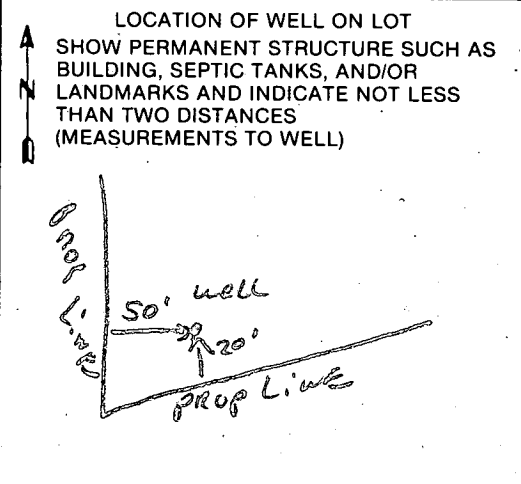 LOCATION OF WELL ON LOT
SHOW PERMANENT STRUCTURE SUCH AS
BUILDING, SEPTIC TANKS, AND/OR
LANDMARKS AND INDICATE NOT LESS
THAN TWO DISTANCES
(MEASUREMENTS TO WELL)
N
Prop Line
50' well
20'
PROP LiNE